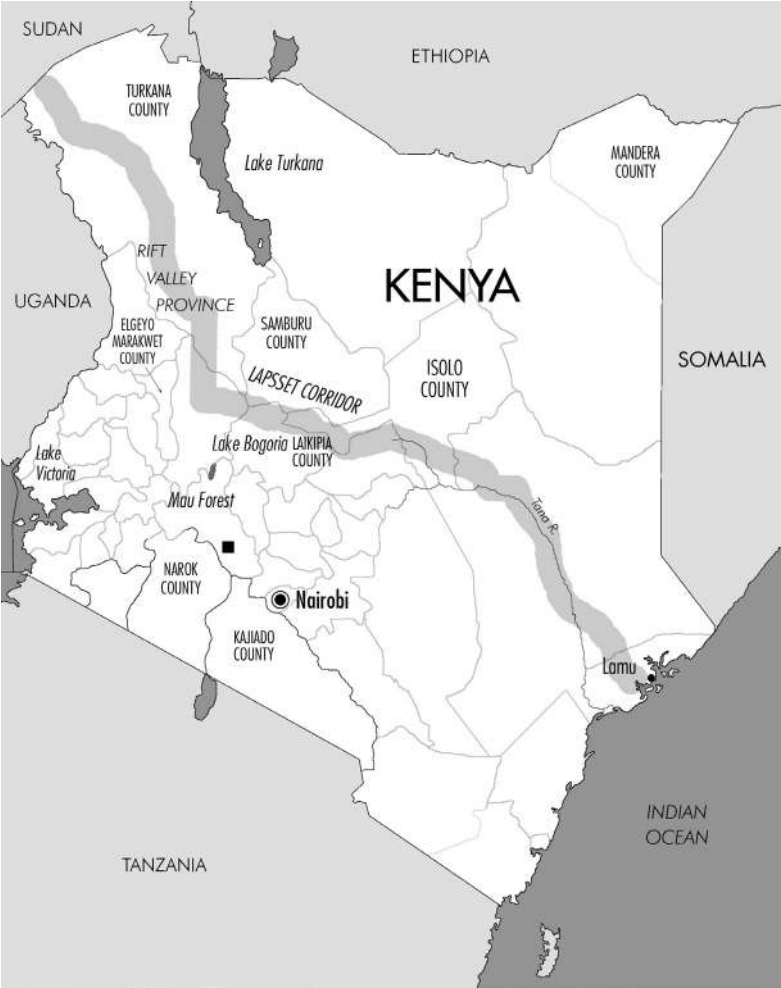 SUDAN
ETHIOPIA
TURKANA
COUNTY
MANDERA
COUNTY
Lake Turkana
RIFT
VALLEY
PROVINCE
KENYA
UGANDA
ELGEYO
MARAKWET
COUNTY
SAMBURU
COUNTY
ISOLO
COUNTY
SOMALIA
LAPSSET CORRIDOR
Lake Bogoria
LAIKIPIA
COUNTY
Lake
Victoria
Mau Forest
Tana R.
NAROK
COUNTY
Nairobi
KAJIADO
COUNTY
Lamu
INDIAN
OCEAN
TANZANIA